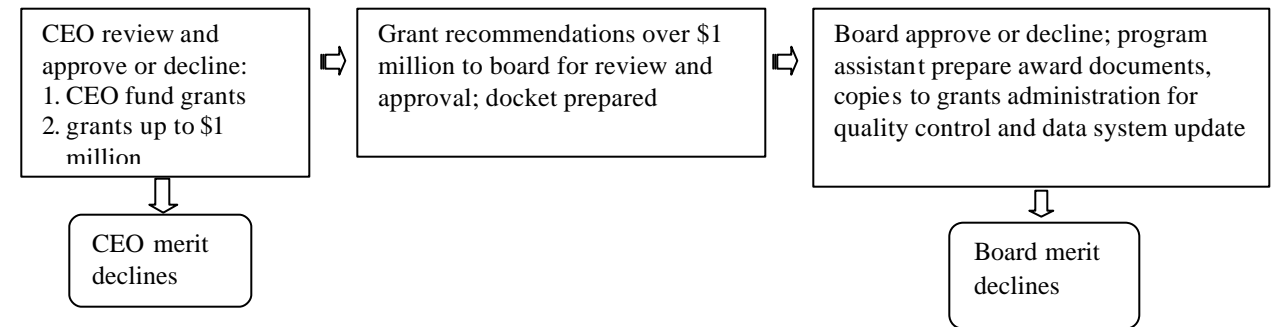 CEO review and
approve or decline:
1. CEO fund grants
2. grants up to $1
million
Grant recommendations over $1
million to board for review and
approval; docket prepared
Board approve or decline; program
assistant prepare award documents,
copies to grants administration for
quality control and data system update
CEO merit
declines
Board merit
declines